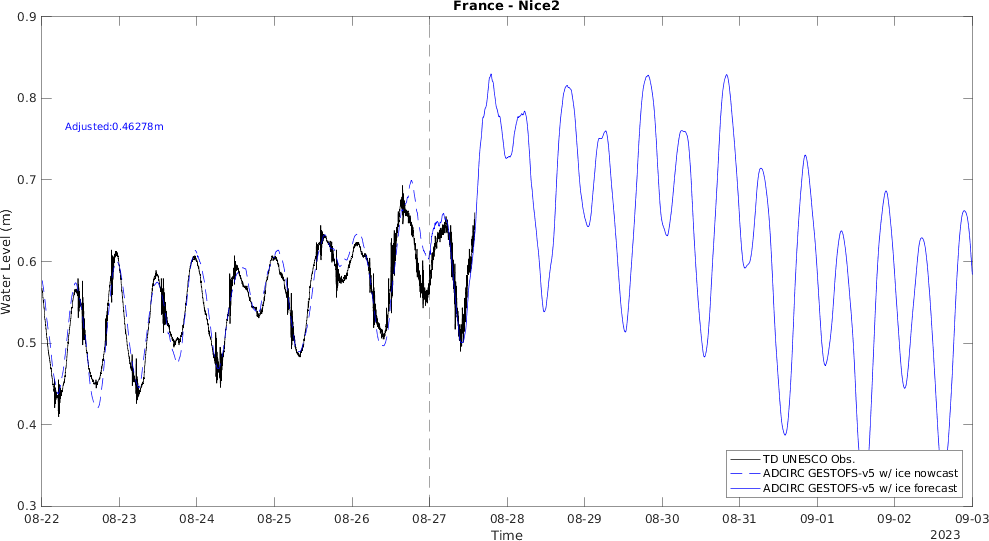 France - Nice2
0.9
0.8
0.7
0.6
0.5
0.4
0.3
Water Level (m)
Adjusted:0.46278m
TD UNESCO Obs.
ADCIRC GESTOFS-v5 w/ ice nowcast
ADCIRC GESTOFS-v5 w/ ice forecast
08-22 08-23 08-24 08-25 08-26 08-27 08-28 08-29 08-30 08-31 09-01 09-02 09-03
Time
2023